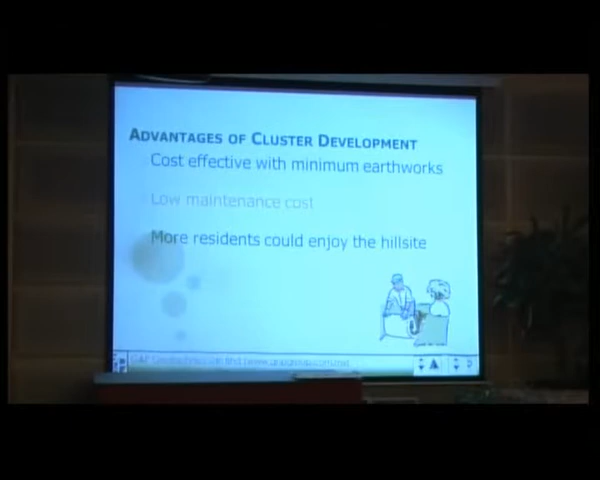 ADVANTAGES OF CLUSTER DEVELOPMENT
Cost effective with minimum earthworks
Low maintenance cost
More residents could enjoy the hillsite